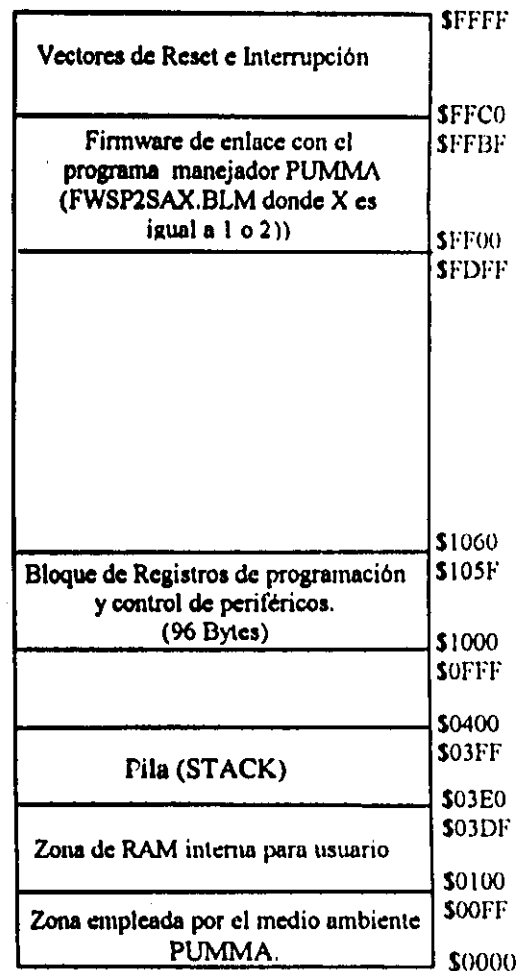 $FFFF
Vectores de Reset e Interrupción
$FFC0
Firmware de enlace con el
$FFBF
programa manejador PUMMA
(FWSP2SAX.BLM donde X es
igual a 1 o 2))
$FF00
$FDFF
$1060
Bloque de Registros de programación
$105F
y control de periféricos.
(96 Bytes)
$1000
$0FFF
$0400
$03FF
Pila (STACK)
$03E0
$03DF
Zona de RAM interna para usuario
$0100
$00FF
Zona empleada por el medio ambiente
PUMMA.
$0000